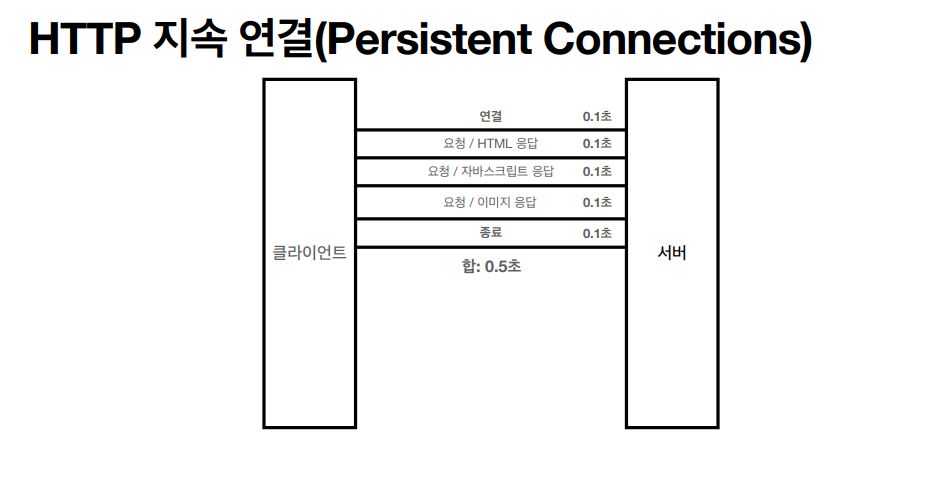 HTTP 지속 연결(Persistent Connections)
연결 0.1초
요청 / HTML 응답 0.1초
요청 / 자바스크립트 응답 0.1초
요청 / 이미지 응답 0.1초
종료 0.1초
클라이언트
서버
합: 0.5초